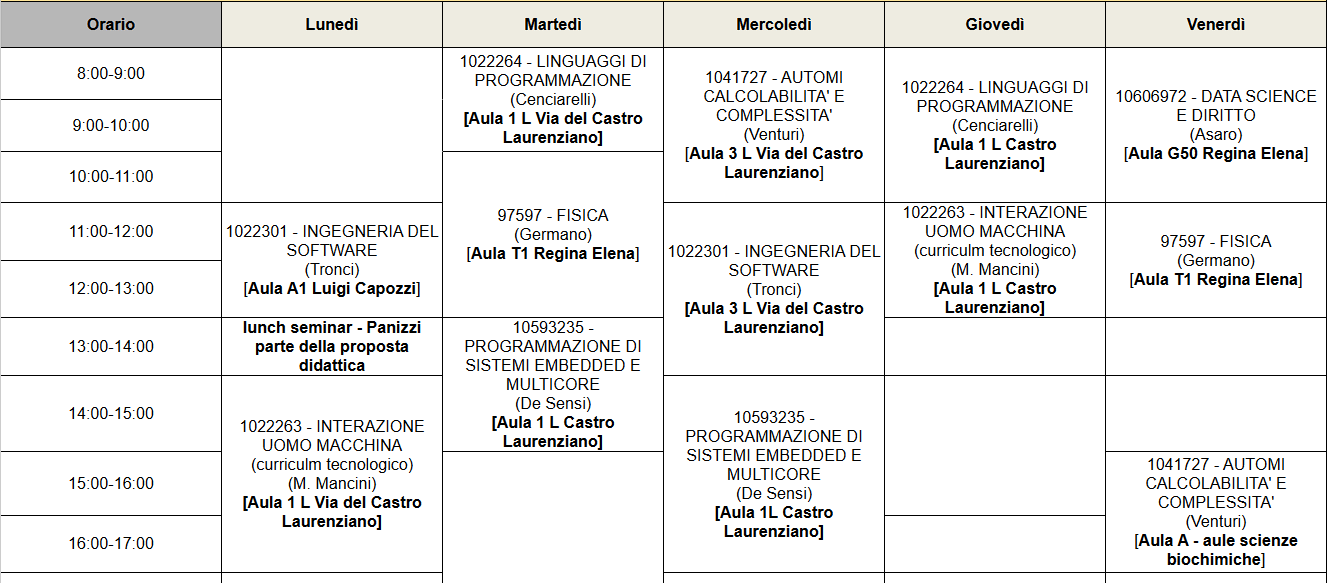 Orario
Lunedì
Martedì
Mercoledì
Giovedì
Venerdì
8:00-9:00
9:00-10:00
10:00-11:00
11:00-12:00
12:00-13:00
13:00-14:00
14:00-15:00
15:00-16:00
16:00-17:00
1022301 - INGEGNERIA DEL
SOFTWARE
(Tronci)
[Aula A1 Luigi Capozzi]
lunch seminar - Panizzi
parte della proposta
didattica
1022263 - INTERAZIONE
UOMO MACCHINA
(curriculm tecnologico)
(M. Mancini)
[Aula 1 L Via del Castro
Laurenziano]
1022264 - LINGUAGGI DI
PROGRAMMAZIONE
(Cenciarelli)
[Aula 1 L Via del Castro
Laurenziano]
97597 - FISICA
(Germano)
[Aula T1 Regina Elena]
10593235 -
PROGRAMMAZIONE DI
SISTEMI EMBEDDED E
MULTICORE
(De Sensi)
[Aula 1 L Castro
Laurenziano]
1041727 - AUTOMI
CALCOLABILITA' E
COMPLESSITA'
(Venturi)
[Aula 3 L Via del Castro
Laurenziano]
1022301 - INGEGNERIA DEL
SOFTWARE
(Tronci)
[Aula 3 L Via del Castro
Laurenziano]
10593235 -
PROGRAMMAZIONE DI
SISTEMI EMBEDDED E
MULTICORE
(De Sensi)
[Aula 1L Castro
Laurenziano]
1022264 - LINGUAGGI DI
PROGRAMMAZIONE
(Cenciarelli)
[Aula 1 L Castro
Laurenziano]
1022263 - INTERAZIONE
UOMO MACCHINA
(curriculm tecnologico)
(M. Mancini)
[Aula 1 L Castro
Laurenziano]
10606972 - DATA SCIENCE
E DIRITTO
(Asaro)
[Aula G50 Regina Elena]
97597 - FISICA
(Germano)
[Aula T1 Regina Elena]
1041727 - AUTOMI
CALCOLABILITA' E
COMPLESSITA'
(Venturi)
[Aula A - aule scienze
biochimiche]